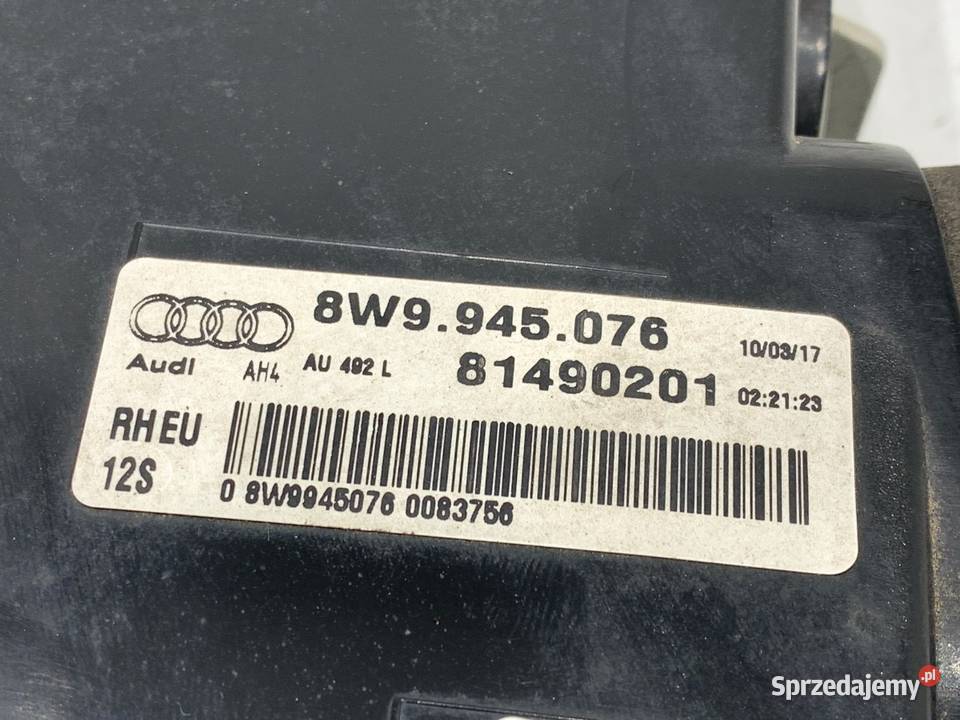 8W9.945.076
10/03/17
Audi AH4 AU 492 L 81490201 02:21:23
RH EU
12S
0 8W9945076 0083756
Sprzedajemy.pl